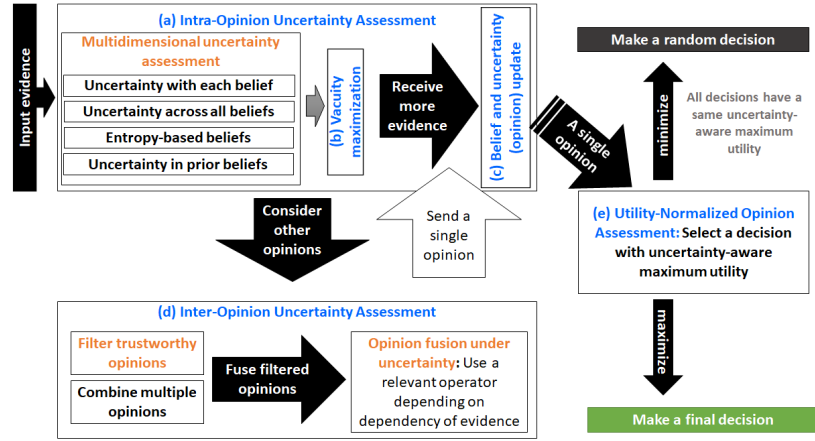 Input evidence
(a) Intra-Opinion Uncertainty Assessment
Multidimensional uncertainty
assessment
Uncertainty with each belief
Uncertainty across all beliefs
Entropy-based beliefs
Uncertainty in prior beliefs
(b) Vacuity
maximization
Receive
more
evidence
(c) Belief and uncertainty
(opinion) update
A single
opinion
Make a random decision
minimize
All decisions have a
same uncertainty-
aware maximum
utility
(e) Utility-Normalized Opinion
Assessment: Select a decision
with uncertainty-aware
maximum utility
maximize
Make a final decision
Consider
other
opinions
Send a
single
opinion
(d) Inter-Opinion Uncertainty Assessment
Filter trustworthy
opinions
Combine multiple
opinions
Fuse filtered
opinions
Opinion fusion under
uncertainty: Use a
relevant operator
depending on
dependency of evidence